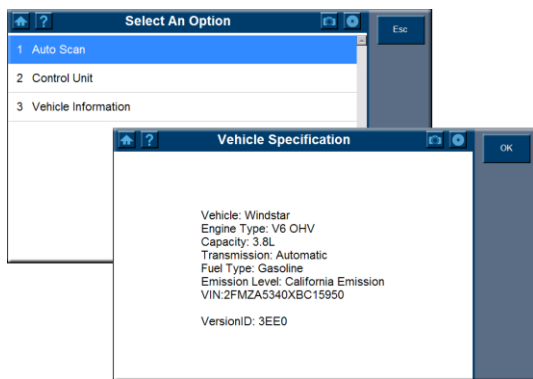 ?
Select An Option
Esc
1 Auto Scan
2 Control Unit
3 Vehicle Information
?
Vehicle Specification
OK
Vehicle: Windstar
Engine Type: V6 OHV
Capacity: 3.8L
Transmission: Automatic
Fuel Type: Gasoline
Emission Level: California Emission
VIN:2FMZA5340XBC15950
VersionID: 3EE0